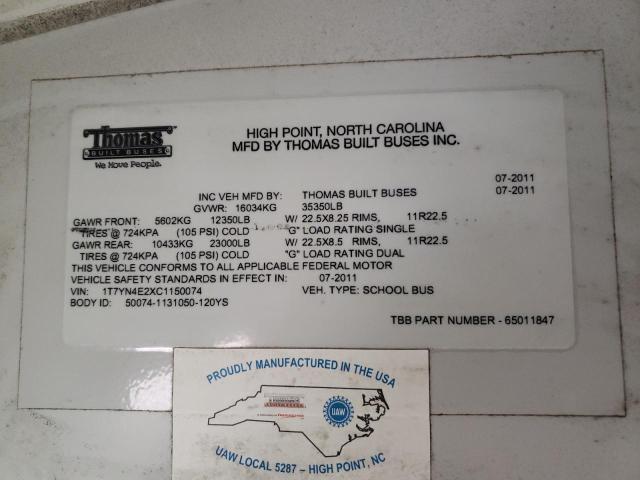 Thomas
BUILT BUSES
We Move People.
HIGH POINT, NORTH CAROLINA
MFD BY THOMAS BUILT BUSES INC.
07-2011
INC VEH MFD BY: THOMAS BUILT BUSES 07-2011
GVWR: 16034KG 35350LB
GAWR FRONT: 5602KG 12350LB W/ 22.5X8.25 RIMS, 11R22.5
TIRES @ 724KPA (105 PSI) COLD "G" LOAD RATING SINGLE
GAWR REAR: 10433KG 23000LB W/ 22.5X8.5 RIMS, 11R22.5
TIRES @ 724KPA (105 PSI) COLD "G" LOAD RATING DUAL
THIS VEHICLE CONFORMS TO ALL APPLICABLE FEDERAL MOTOR
VEHICLE SAFETY STANDARDS IN EFFECT IN: 07-2011
VIN: 1T7YN4E2XC1150074 VEH. TYPE: SCHOOL BUS
BODY ID: 50074-1131050-120YS
TBB PART NUMBER - 65011847
PROUDLY MANUFACTURED IN THE USA
UAW
UAW LOCAL 5287 – HIGH POINT, NC